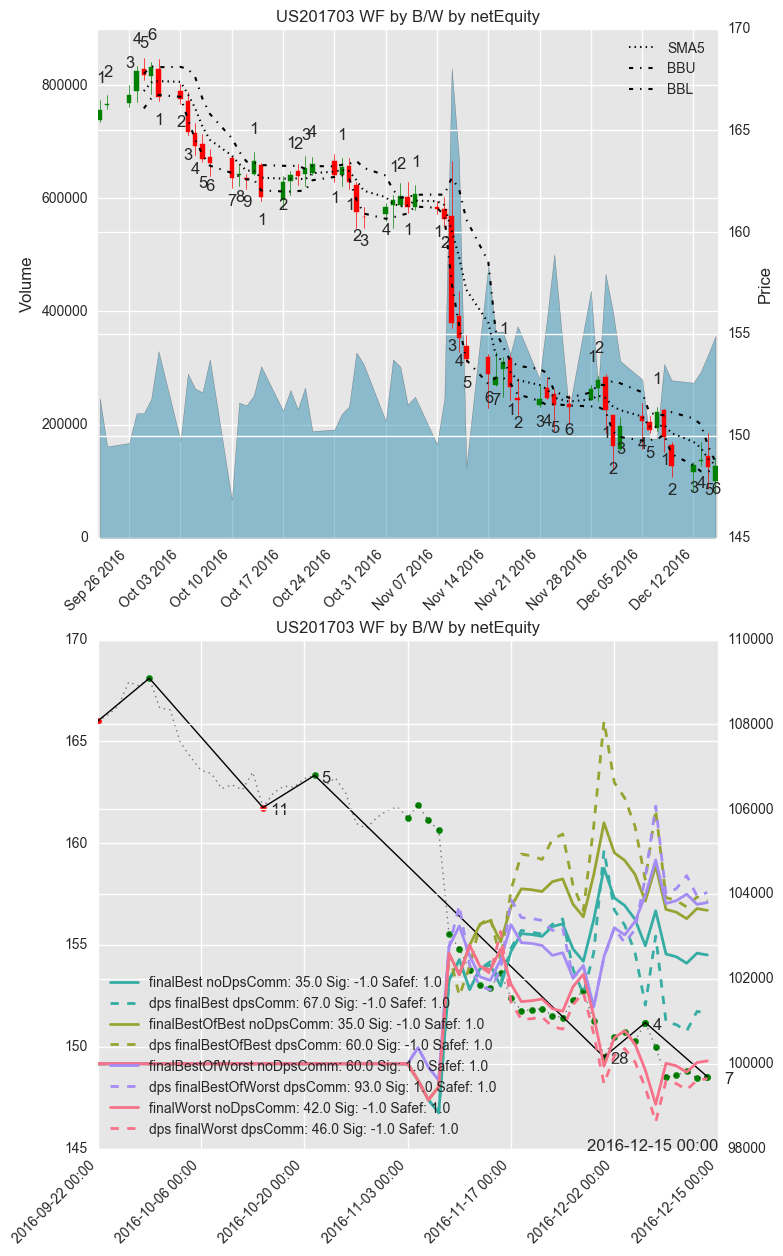 US201703 WF by B/W by netEquity
170
SMA5
BBU
BBL
800000
165
600000
160
Volume
Price
400000
155
200000
150
0
145
Sep 26 2016
Oct 03 2016
Oct 10 2016
Oct 17 2016
Oct 24 2016
Oct 31 2016
Nov 07 2016
Nov 14 2016
Nov 21 2016
Nov 28 2016
Dec 05 2016
Dec 12 2016
US201703 WF by B/W by netEquity
170
110000
108000
165
5
11
106000
160
104000
155
102000
finalBest noDpsComm: 35.0 Sig: -1.0 Safef: 1.0
dps finalBest dpsComm: 67.0 Sig: -1.0 Safef: 1.0
finalBestOfBest noDpsComm: 35.0 Sig: -1.0 Safef: 1.0
4
dps finalBestOfBest dpsComm: 60.0 Sig: -1.0 Safef: 1.0
150
28
100000
finalBestOfWorst noDpsComm: 60.0 Sig: -1.0 Safef: 1.0
7
dps finalBestOfWorst dpsComm: 93.0 Sig: -1.0 Safef: 1.0
finalWorst noDpsComm: 42.0 Sig: -1.0 Safef: 1.0
dps finalWorst dpsComm: 46.0 Sig: -1.0 Safef: 1.0
2016-12-15 00:00
145
98000
2016-09-22 00:00
2016-10-06 00:00
2016-10-20 00:00
2016-11-03 00:00
2016-11-17 00:00
2016-12-02 00:00
2016-12-15 00:00